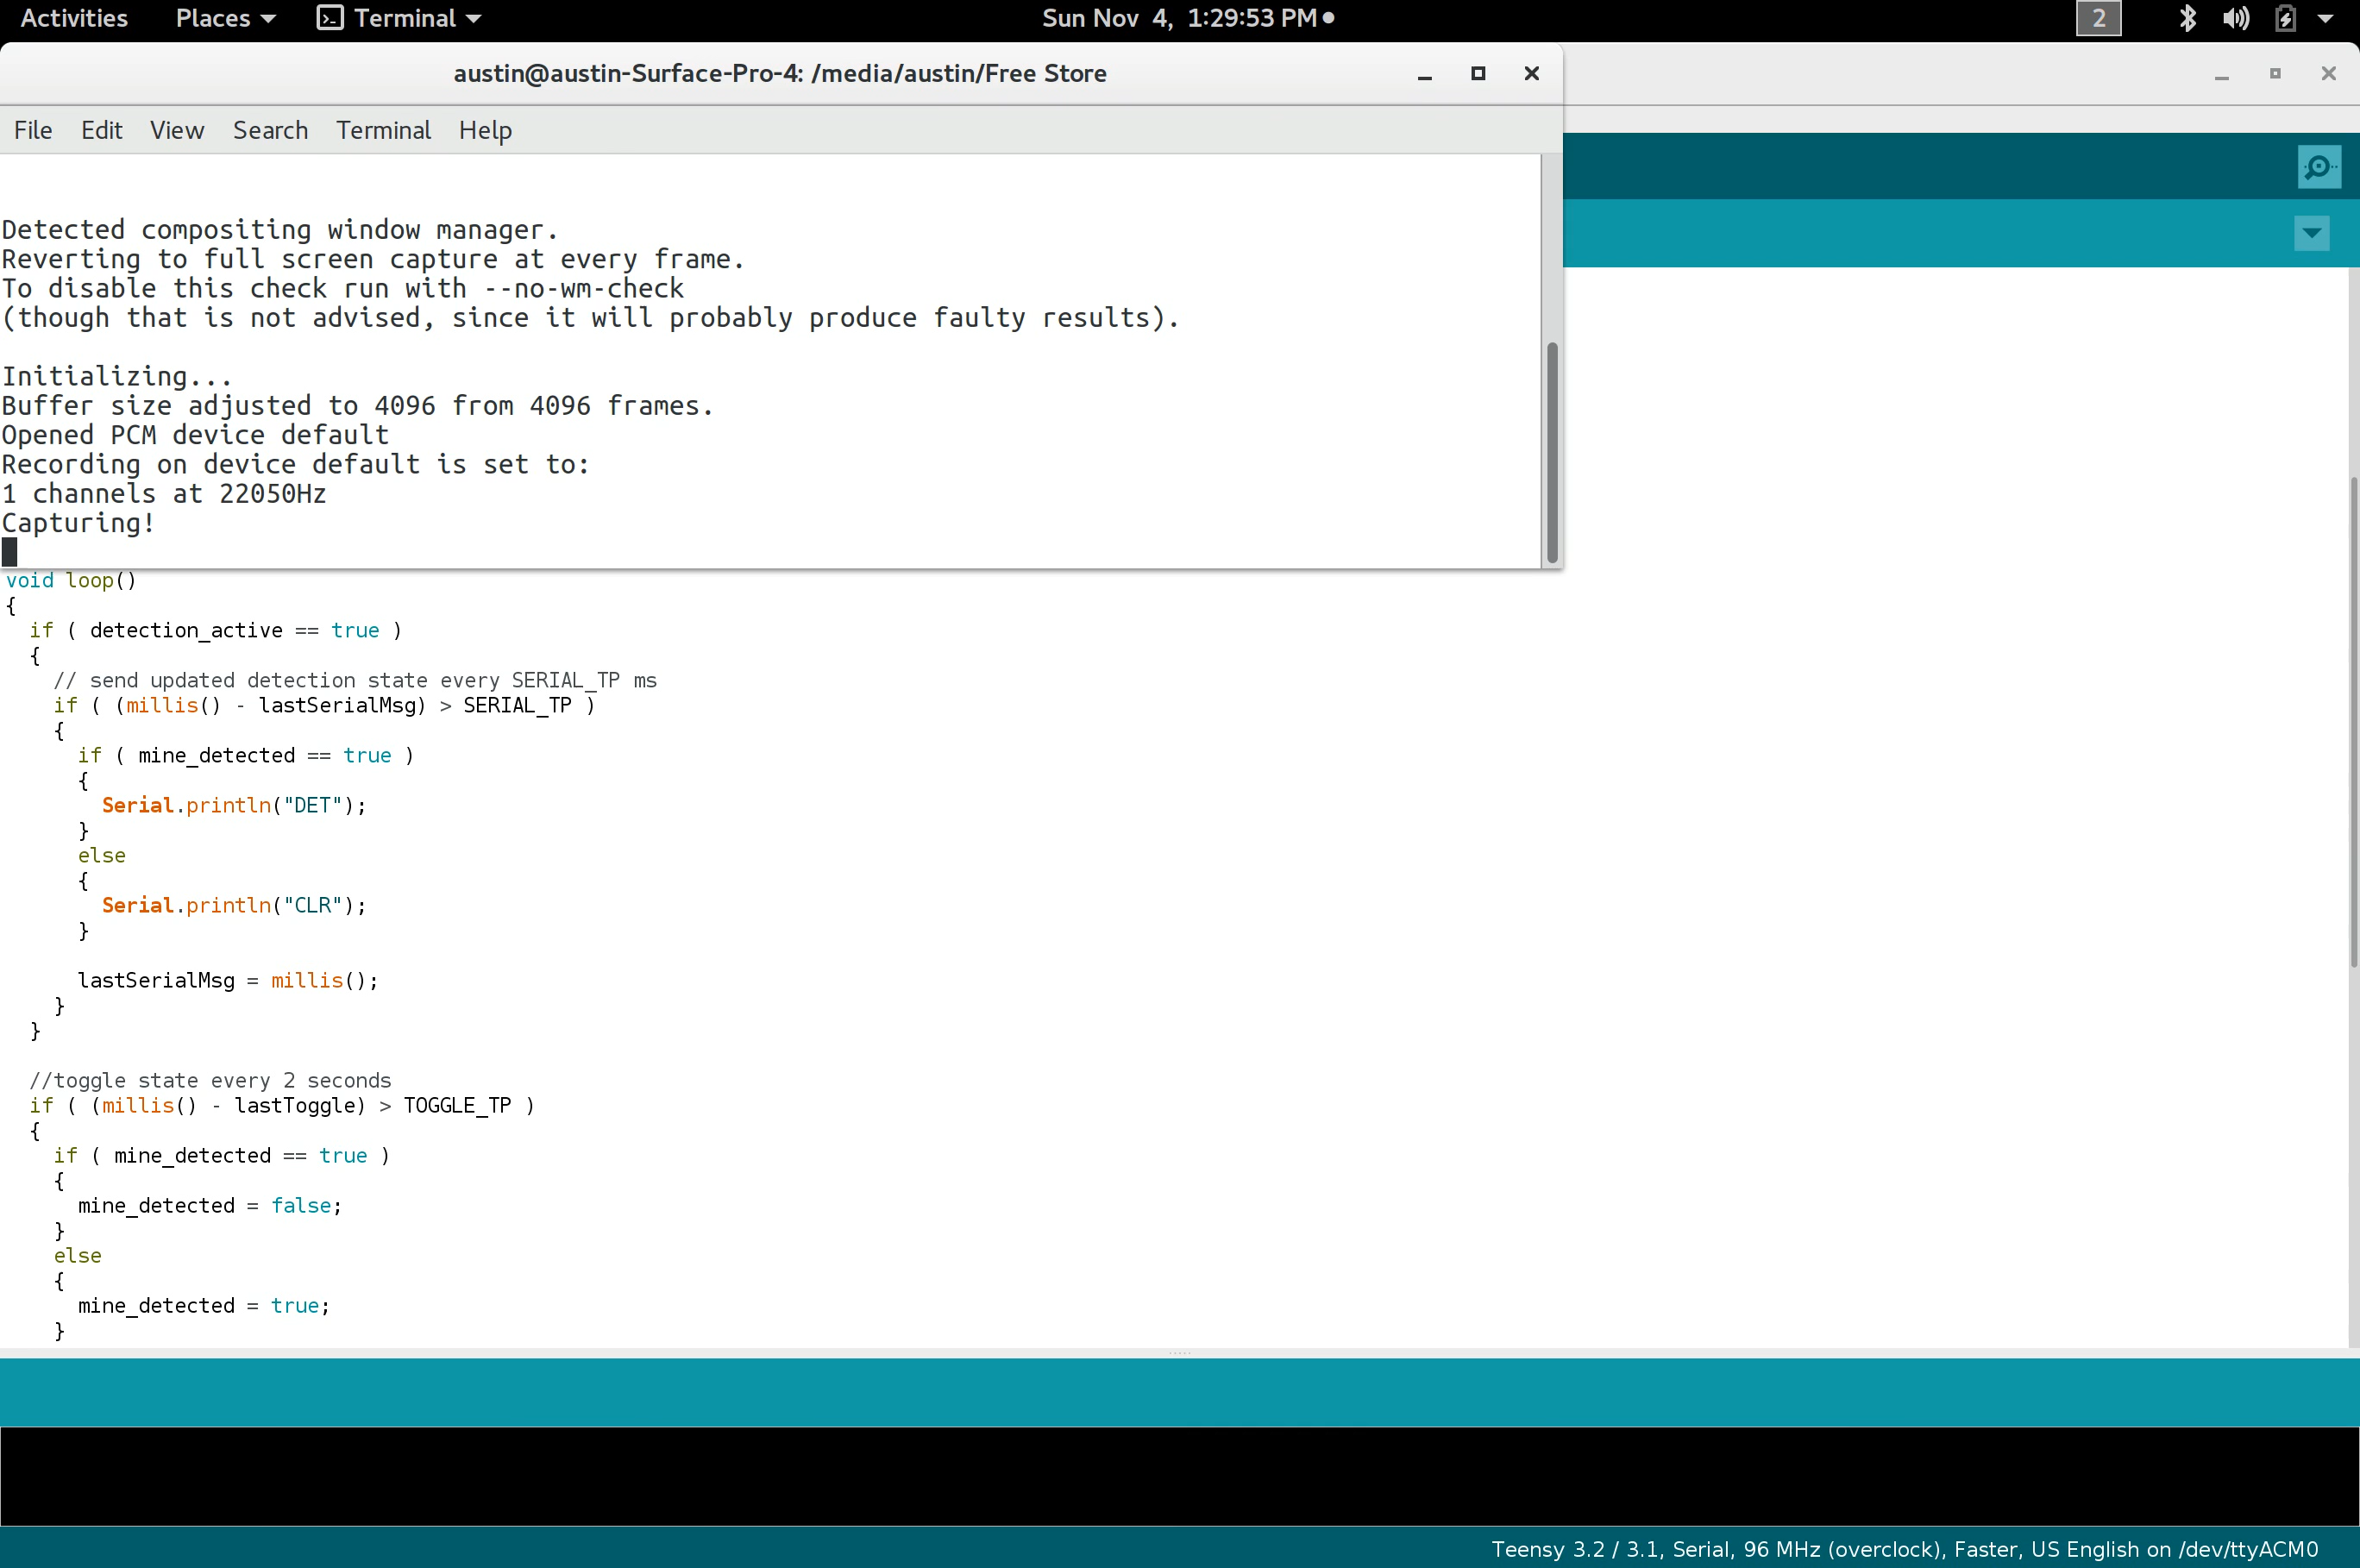 Activities Places Terminal Sun Nov 4, 1:29:53 PM 2
austin@austin-Surface-Pro-4: /media/austin/Free Store
File Edit View Search Terminal Help
Detected compositing window manager.
Reverting to full screen capture at every frame.
To disable this check run with --no-wm-check
(though that is not advised, since it will probably produce faulty results).
Initializing...
Buffer size adjusted to 4096 from 4096 frames.
Opened PCM device default
Recording on device default is set to:
1 channels at 22050Hz
Capturing!
void loop()
{
if ( detection_active == true )
{
// send updated detection state every SERIAL_TP ms
if ( (millis() - lastSerialMsg) > SERIAL_TP )
{
if ( mine_detected == true )
{
Serial.println("DET");
}
else
{
Serial.println("CLR");
}
lastSerialMsg = millis();
}
}
//toggle state every 2 seconds
if ( (millis() - lastToggle) > TOGGLE_TP )
{
if ( mine_detected == true )
{
mine_detected = false;
}
else
{
mine_detected = true;
}
Teensy 3.2 / 3.1, Serial, 96 MHz (overclock), Faster, US English on /dev/ttyACM0